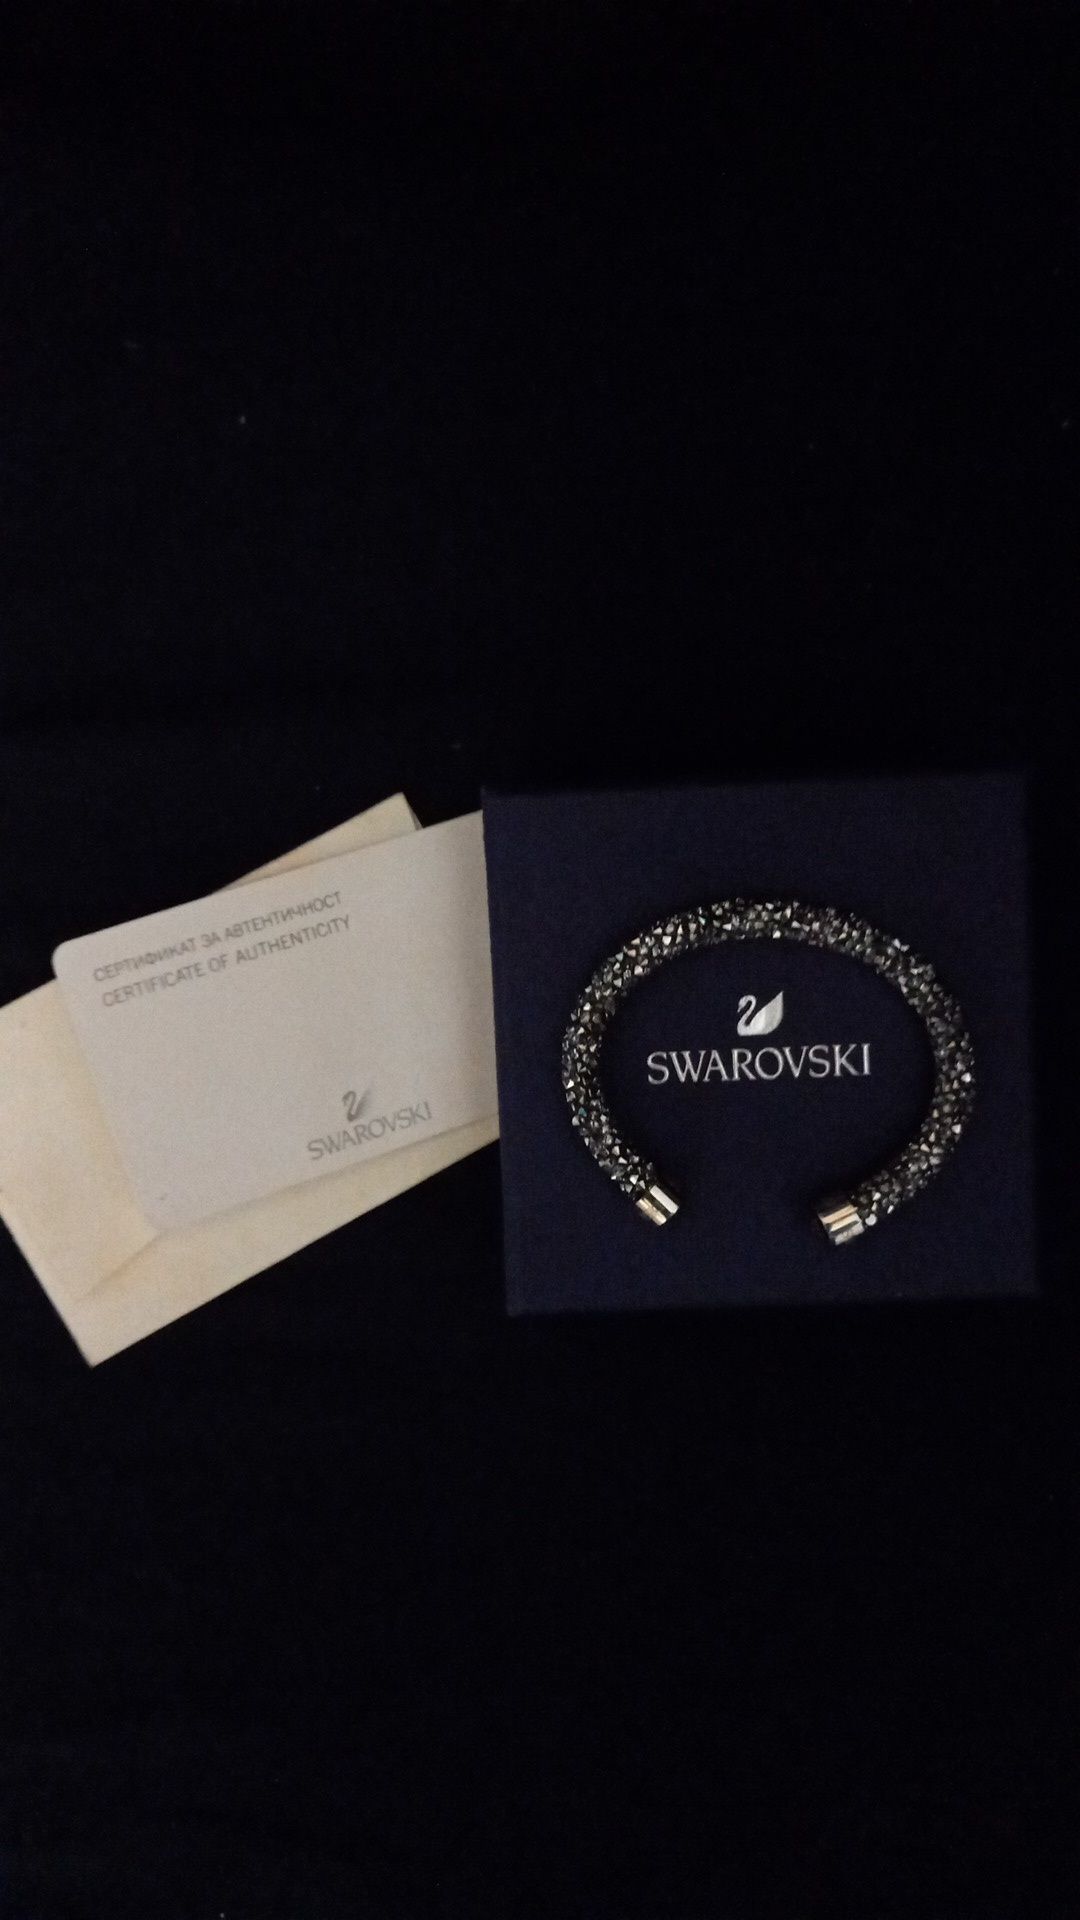 СЕРТИФИКАТ ЗА АВТЕНТИЧНОСТ
CERTIFICATE OF AUTHENTICITY
SWAROVSKI
SWAROVSKI